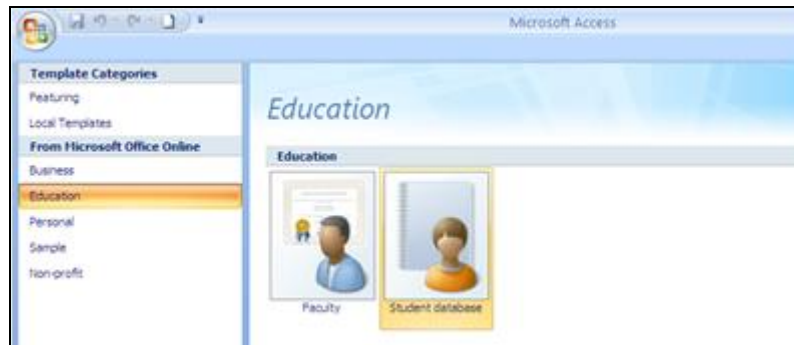 Microsoft Access
Template Categories
Featuring
Local Templates
From Microsoft Office Online
Business
Education
Personal
Sample
Non-profit
Education
Education
Faculty
Student database